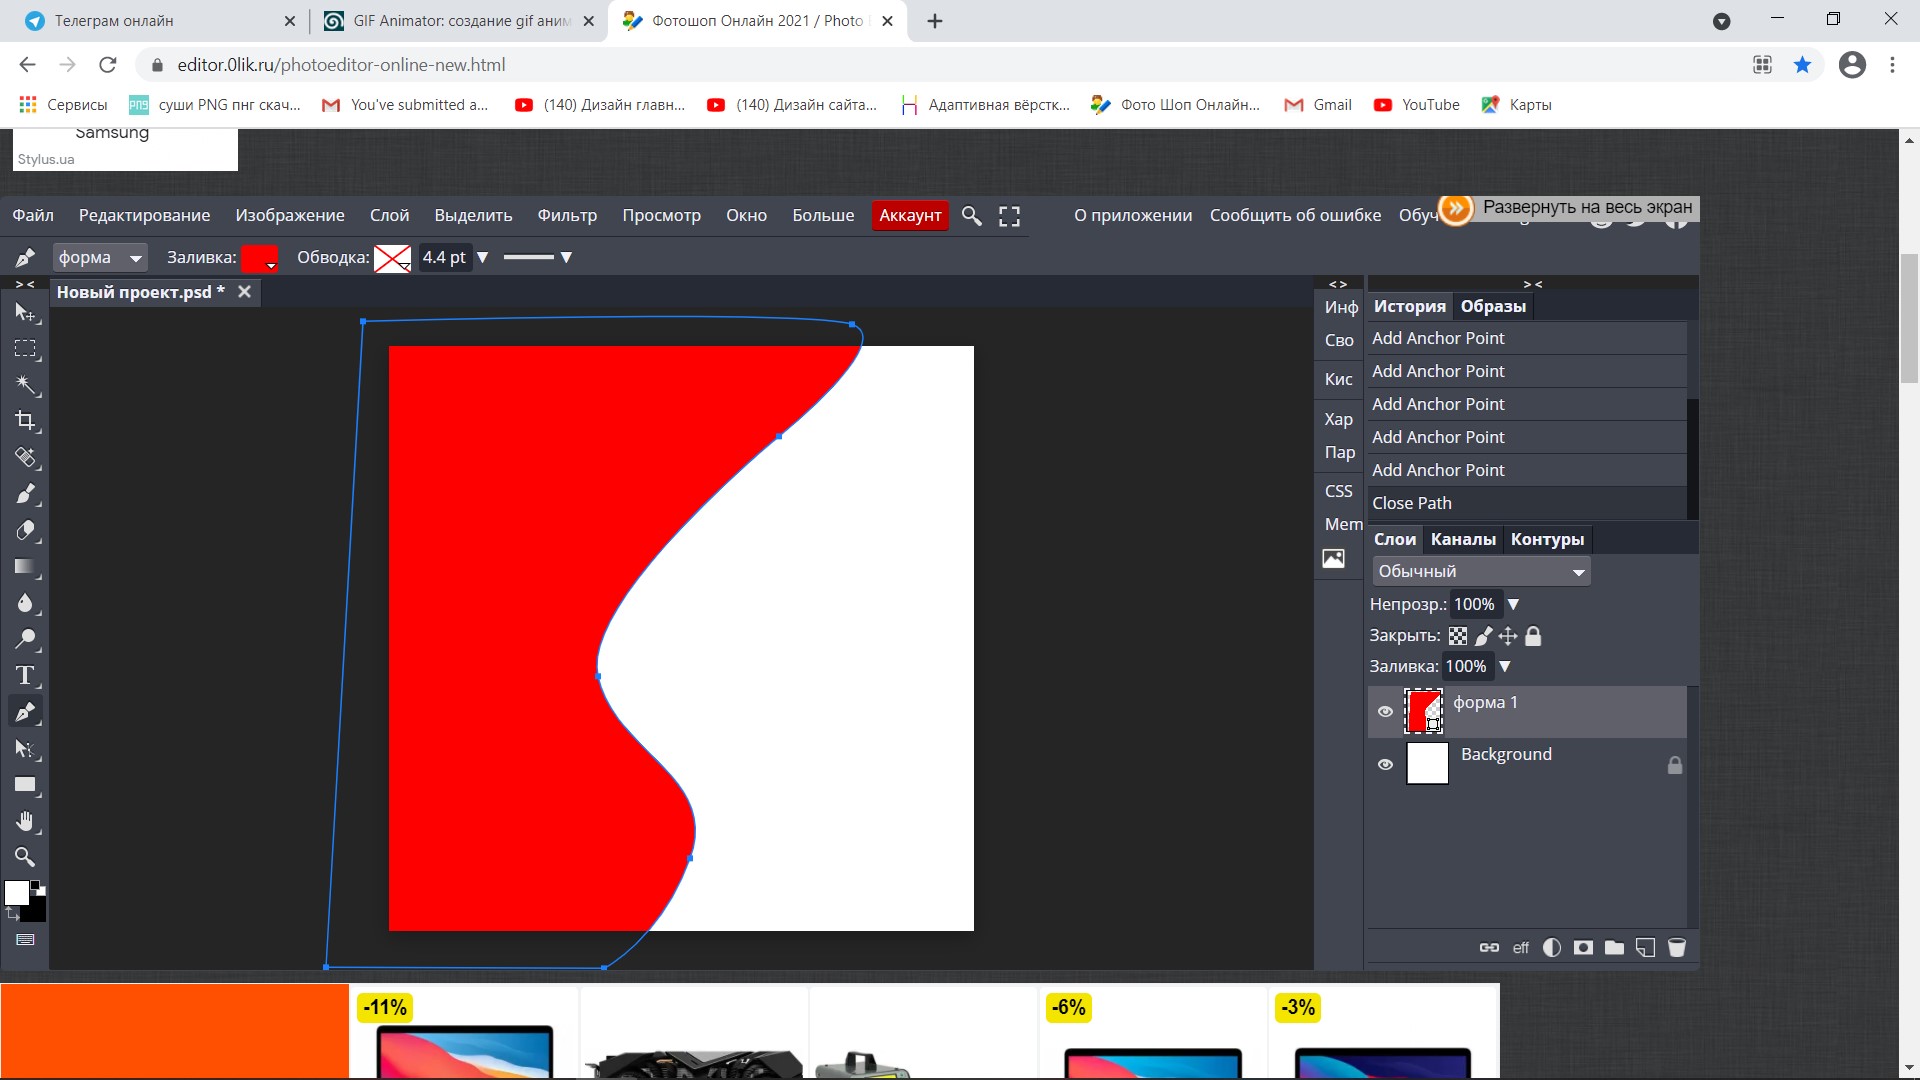 Телеграм онлайн
GIF Animator: создание gif аним
Фотошоп Онлайн 2021 / Photo
editor.0lik.ru/photoeditor-online-new.html
Сервисы
PNG
суши PNG пнг скач...
You've submitted a...
(140) Дизайн главн...
(140) Дизайн сайта...
Адаптивная вёрстк...
Фото Шоп Онлайн...
Gmail
YouTube
Карты
Samsung
Stylus.ua
Файл
Редактирование
Изображение
Слой
Выделить
Фильтр
Просмотр
Окно
Больше
Аккаунт
О приложении
Сообщить об ошибке
Обуч
Развернуть на весь экран
форма
Заливка:
Обводка:
4.4 pt
Новый проект.psd *
Инф
Сво
Кис
Хар
Пар
CSS
Mem
История
Образы
Add Anchor Point
Add Anchor Point
Add Anchor Point
Add Anchor Point
Add Anchor Point
Close Path
Слои
Каналы
Контуры
Обычный
Непрозр.: 100%
Закрыть:
Заливка: 100%
форма 1
Background
eff
-11%
-6%
-3%